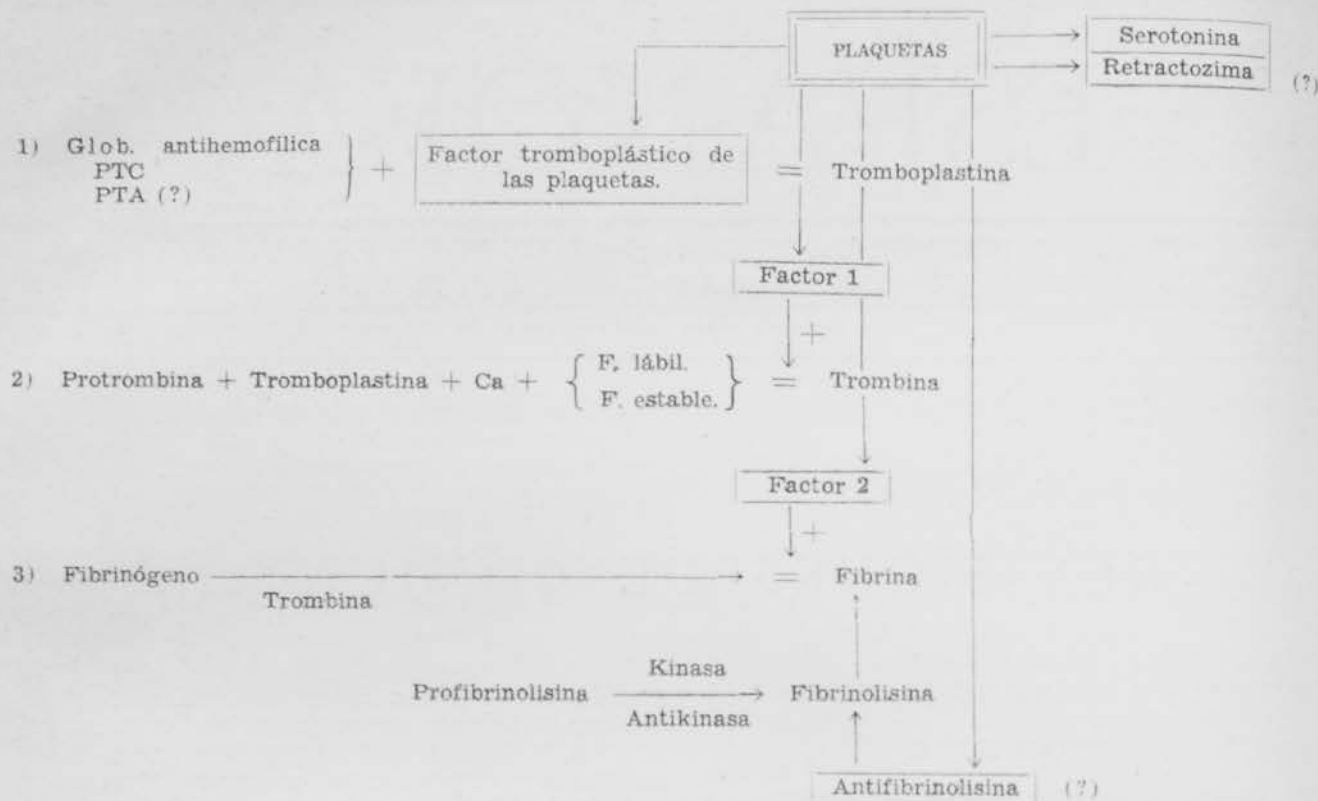 PLAQUETAS
Serotonina
Retractozima
(?)
1) Glob. antihemofílica
PTC
PTA (?)
+
Factor tromboplástico de
las plaquetas.
= Tromboplastina
Factor 1
+
2) Protrombina + Tromboplastina + Ca + { F. lábil.
F. estable. } = Trombina
Factor 2
+
3) Fibrinógeno = Fibrina
Trombina
Kinasa
Profibrinolisina Fibrinolisina
Antikinasa
Antifibrinolisina (?)